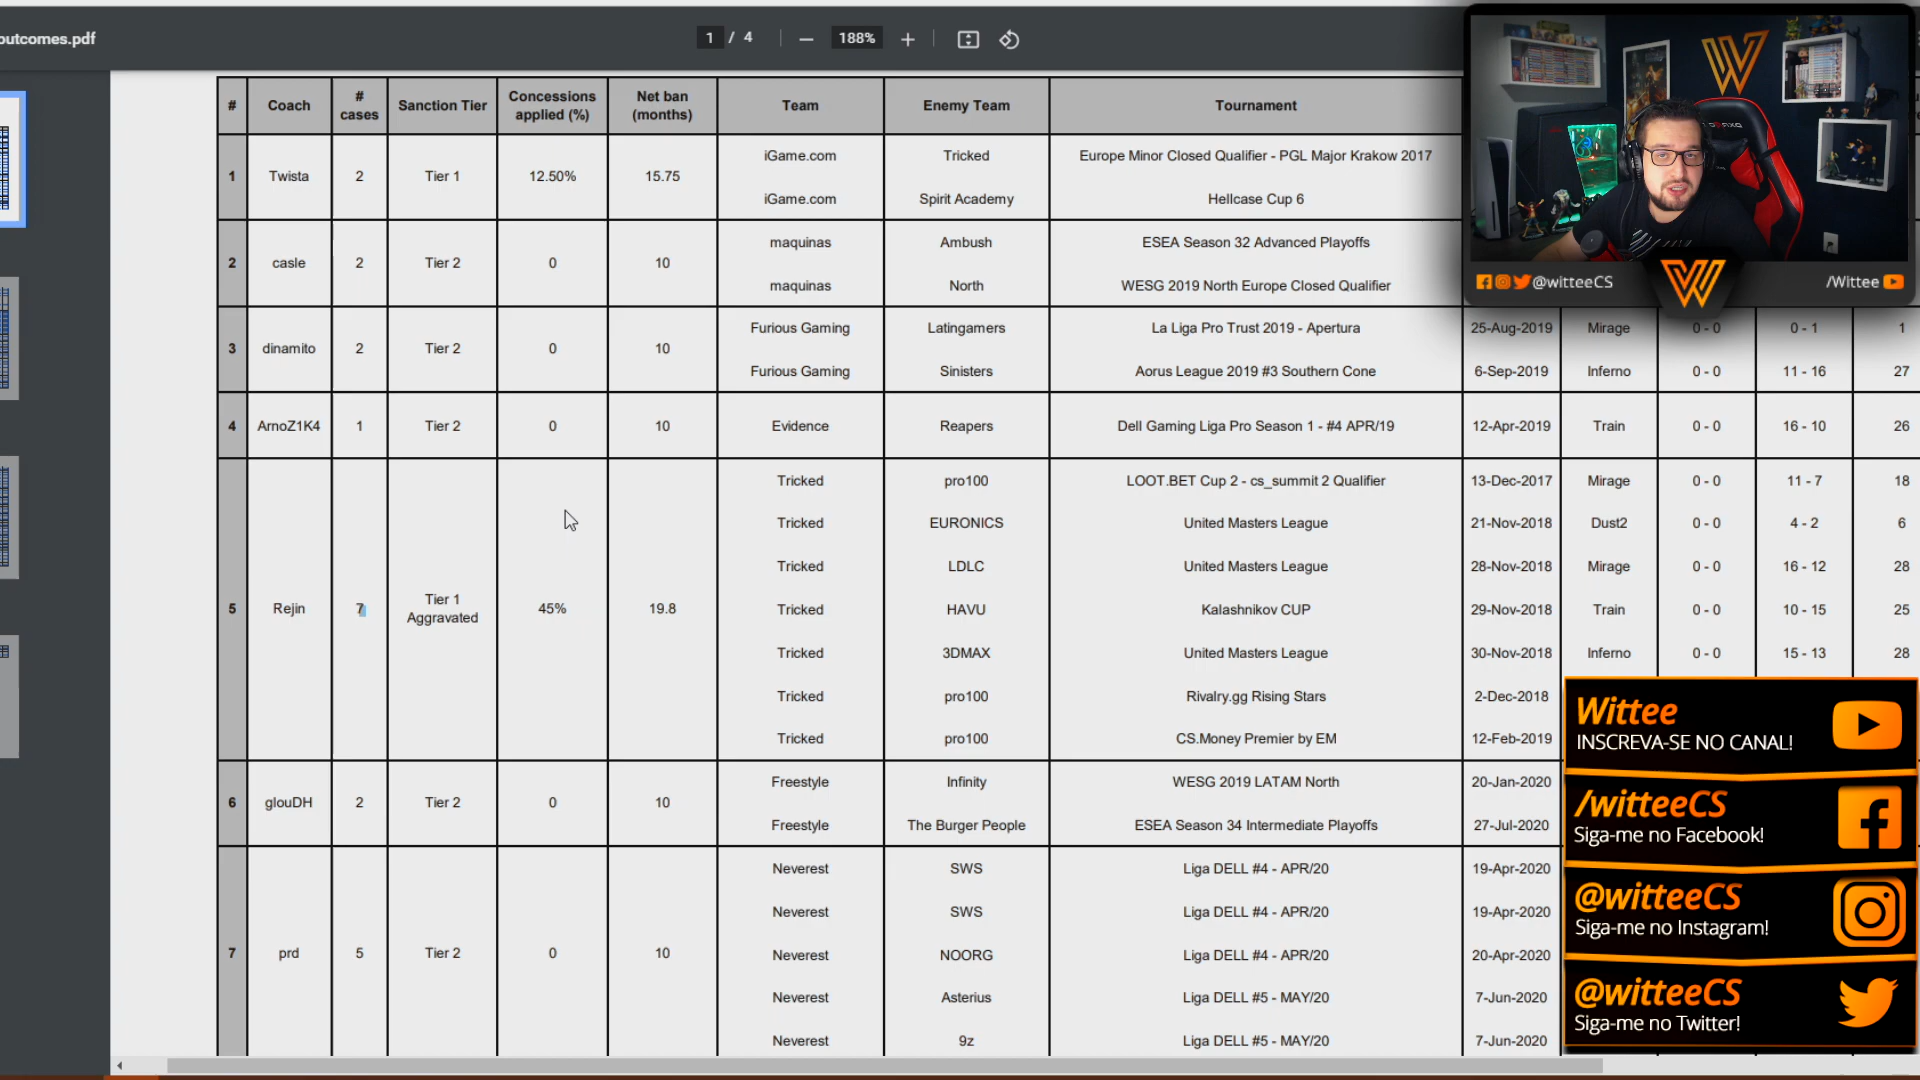 outcomes.pdf
1 / 4 — 188% +
# Coach # cases Sanction Tier Concessions applied (%) Net ban (months) Team Enemy Team Tournament
1 Twista 2 Tier 1 12.50% 15.75
iGame.com Tricked Europe Minor Closed Qualifier - PGL Major Krakow 2017
iGame.com Spirit Academy Hellcase Cup 6
2 casle 2 Tier 2 0 10
maquinas Ambush ESEA Season 32 Advanced Playoffs
maquinas North WESG 2019 North Europe Closed Qualifier
3 dinamito 2 Tier 2 0 10
Furious Gaming Latingamers La Liga Pro Trust 2019 - Apertura 25-Aug-2019 Mirage 0 - 0 0 - 1 1
Furious Gaming Sinisters Aorus League 2019 #3 Southern Cone 6-Sep-2019 Inferno 0 - 0 11 - 16 27
4 ArnoZ1K4 1 Tier 2 0 10 Evidence Reapers Dell Gaming Liga Pro Season 1 - #4 APR/19 12-Apr-2019 Train 0 - 0 16 - 10 26
5 Rejin 7 Tier 1 Aggravated 45% 19.8
Tricked pro100 LOOT.BET Cup 2 - cs_summit 2 Qualifier 13-Dec-2017 Mirage 0 - 0 11 - 7 18
Tricked EURONICS United Masters League 21-Nov-2018 Dust2 0 - 0 4 - 2 6
Tricked LDLC United Masters League 28-Nov-2018 Mirage 0 - 0 16 - 12 28
Tricked HAVU Kalashnikov CUP 29-Nov-2018 Train 0 - 0 10 - 15 25
Tricked 3DMAX United Masters League 30-Nov-2018 Inferno 0 - 0 15 - 13 28
Tricked pro100 Rivalry.gg Rising Stars 2-Dec-2018
Tricked pro100 CS.Money Premier by EM 12-Feb-2019
6 glouDH 2 Tier 2 0 10
Freestyle Infinity WESG 2019 LATAM North 20-Jan-2020
Freestyle The Burger People ESEA Season 34 Intermediate Playoffs 27-Jul-2020
7 prd 5 Tier 2 0 10
Neverest SWS Liga DELL #4 - APR/20 19-Apr-2020
Neverest SWS Liga DELL #4 - APR/20 19-Apr-2020
Neverest NOORG Liga DELL #4 - APR/20 20-Apr-2020
Neverest Asterius Liga DELL #5 - MAY/20 7-Jun-2020
Neverest 9z Liga DELL #5 - MAY/20 7-Jun-2020
@witteeCS
/Wittee
Wittee
INSCREVA-SE NO CANAL!
/witteeCS
Siga-me no Facebook!
@witteeCS
Siga-me no Instagram!
@witteeCS
Siga-me no Twitter!